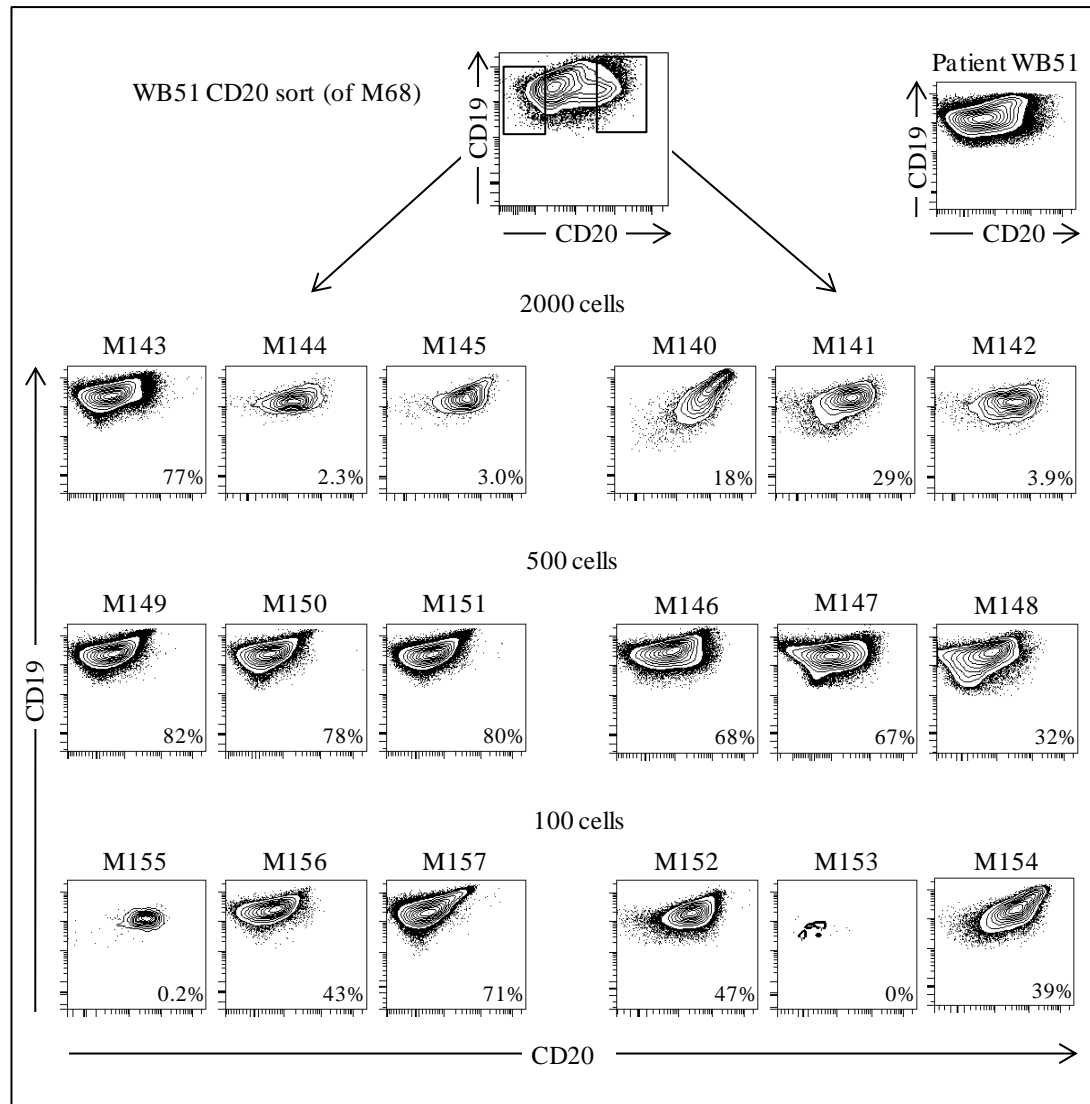 Patient WB51
WB51 CD20 sort (of M68)
CD19
CD20
CD19
CD20
2000 cells
M143 M144 M145 M140 M141 M142
77% 2.3% 3.0% 18% 29% 3.9%
500 cells
M149 M150 M151 M146 M147 M148
82% 78% 80% 68% 67% 32%
CD19
100 cells
M155 M156 M157 M152 M153 M154
0.2% 43% 71% 47% 0% 39%
CD20